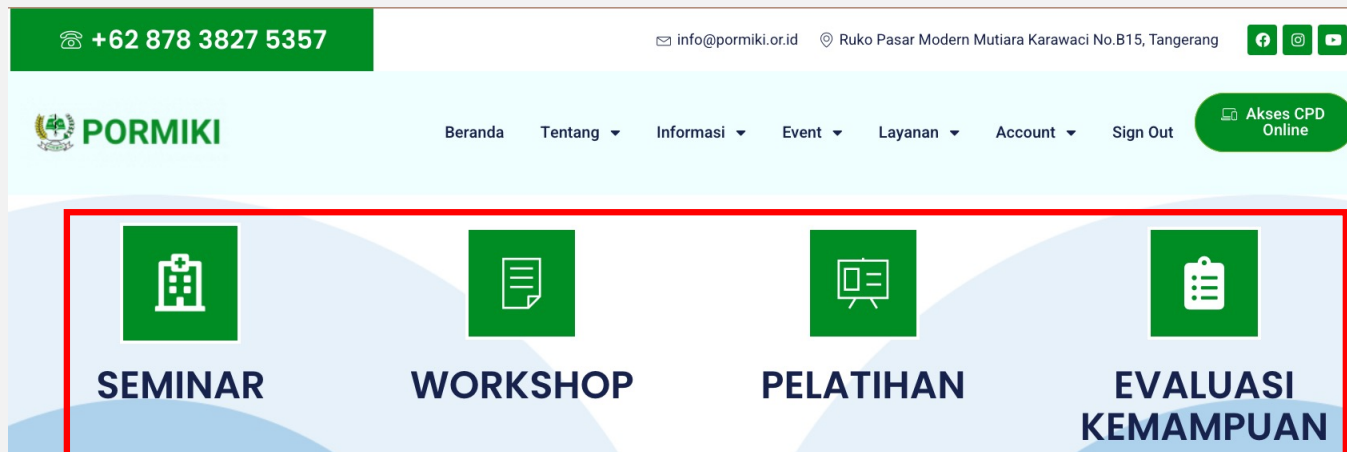 +62 878 3827 5357
info@pormiki.or.id
Ruko Pasar Modern Mutiara Karawaci No.B15, Tangerang
PORMIKI
Beranda
Tentang
Informasi
Event
Layanan
Account
Sign Out
Akses CPD
Online
SEMINAR
WORKSHOP
PELATIHAN
EVALUASI
KEMAMPUAN